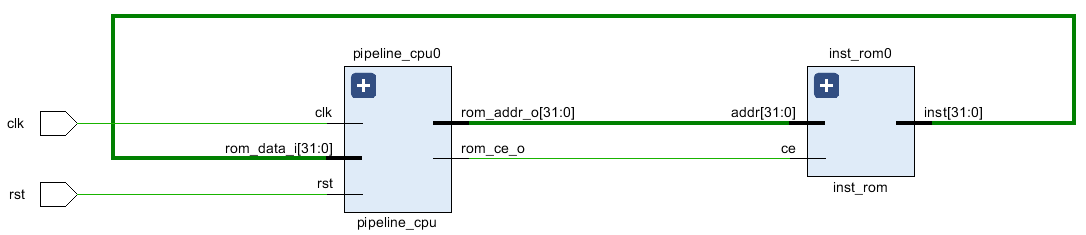 pipeline_cpu0
inst_rom0
clk
clk
rom_addr_o[31:0]
addr[31:0]
inst[31:0]
rom_data_i[31:0]
rom_ce_o
ce
rst
rst
inst_rom
pipeline_cpu